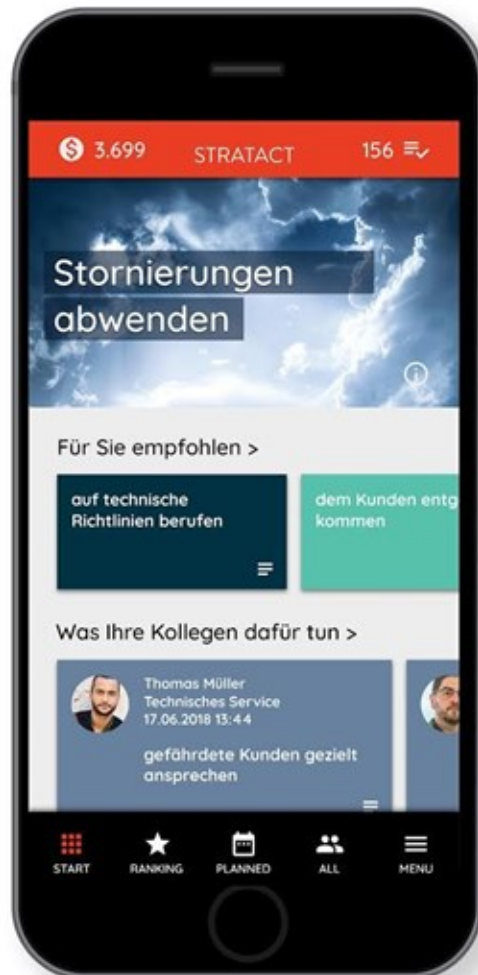 3.699
STRATACT
156
Stornierungen
abwenden
Für Sie empfohlen >
auf technische
Richtlinien berufen
dem Kunden entg
kommen
Was Ihre Kollegen dafür tun >
Thomas Müller
Technisches Service
17.06.2018 13:44
gefährdete Kunden gezielt
ansprechen
START
RANKING
PLANNED
ALL
MENU